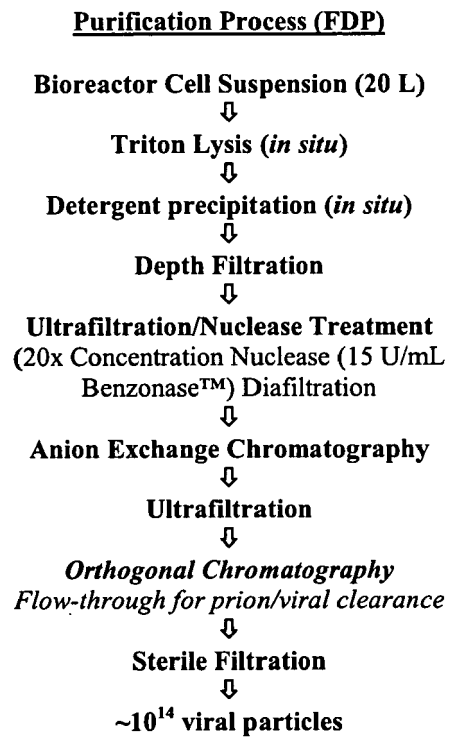 Purification Process (FDP)
Bioreactor Cell Suspension (20 L)
⇩
Triton Lysis (in situ)
⇩
Detergent precipitation (in situ)
⇩
Depth Filtration
⇩
Ultrafiltration/Nuclease Treatment
(20x Concentration Nuclease (15 U/mL
Benzonase™) Diafiltration
⇩
Anion Exchange Chromatography
⇩
Ultrafiltration
⇩
Orthogonal Chromatography
Flow-through for prion/viral clearance
⇩
Sterile Filtration
⇩
~10¹⁴ viral particles